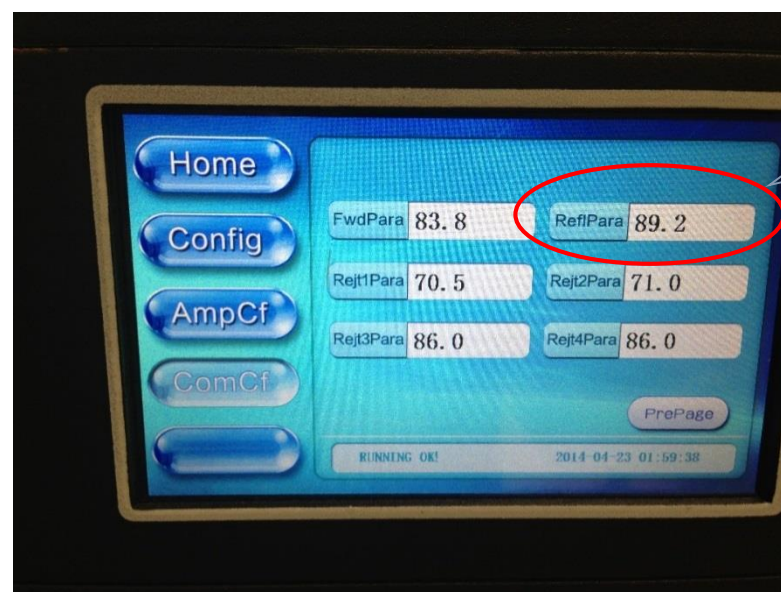 Home
Config
AmpCf
ComCf
FwdPara 83.8
ReflPara 89.2
Rejt1Para 70.5
Rejt2Para 71.0
Rejt3Para 86.0
Rejt4Para 86.0
PrePage
RUNNING OK!
2014-04-23 01:59:38